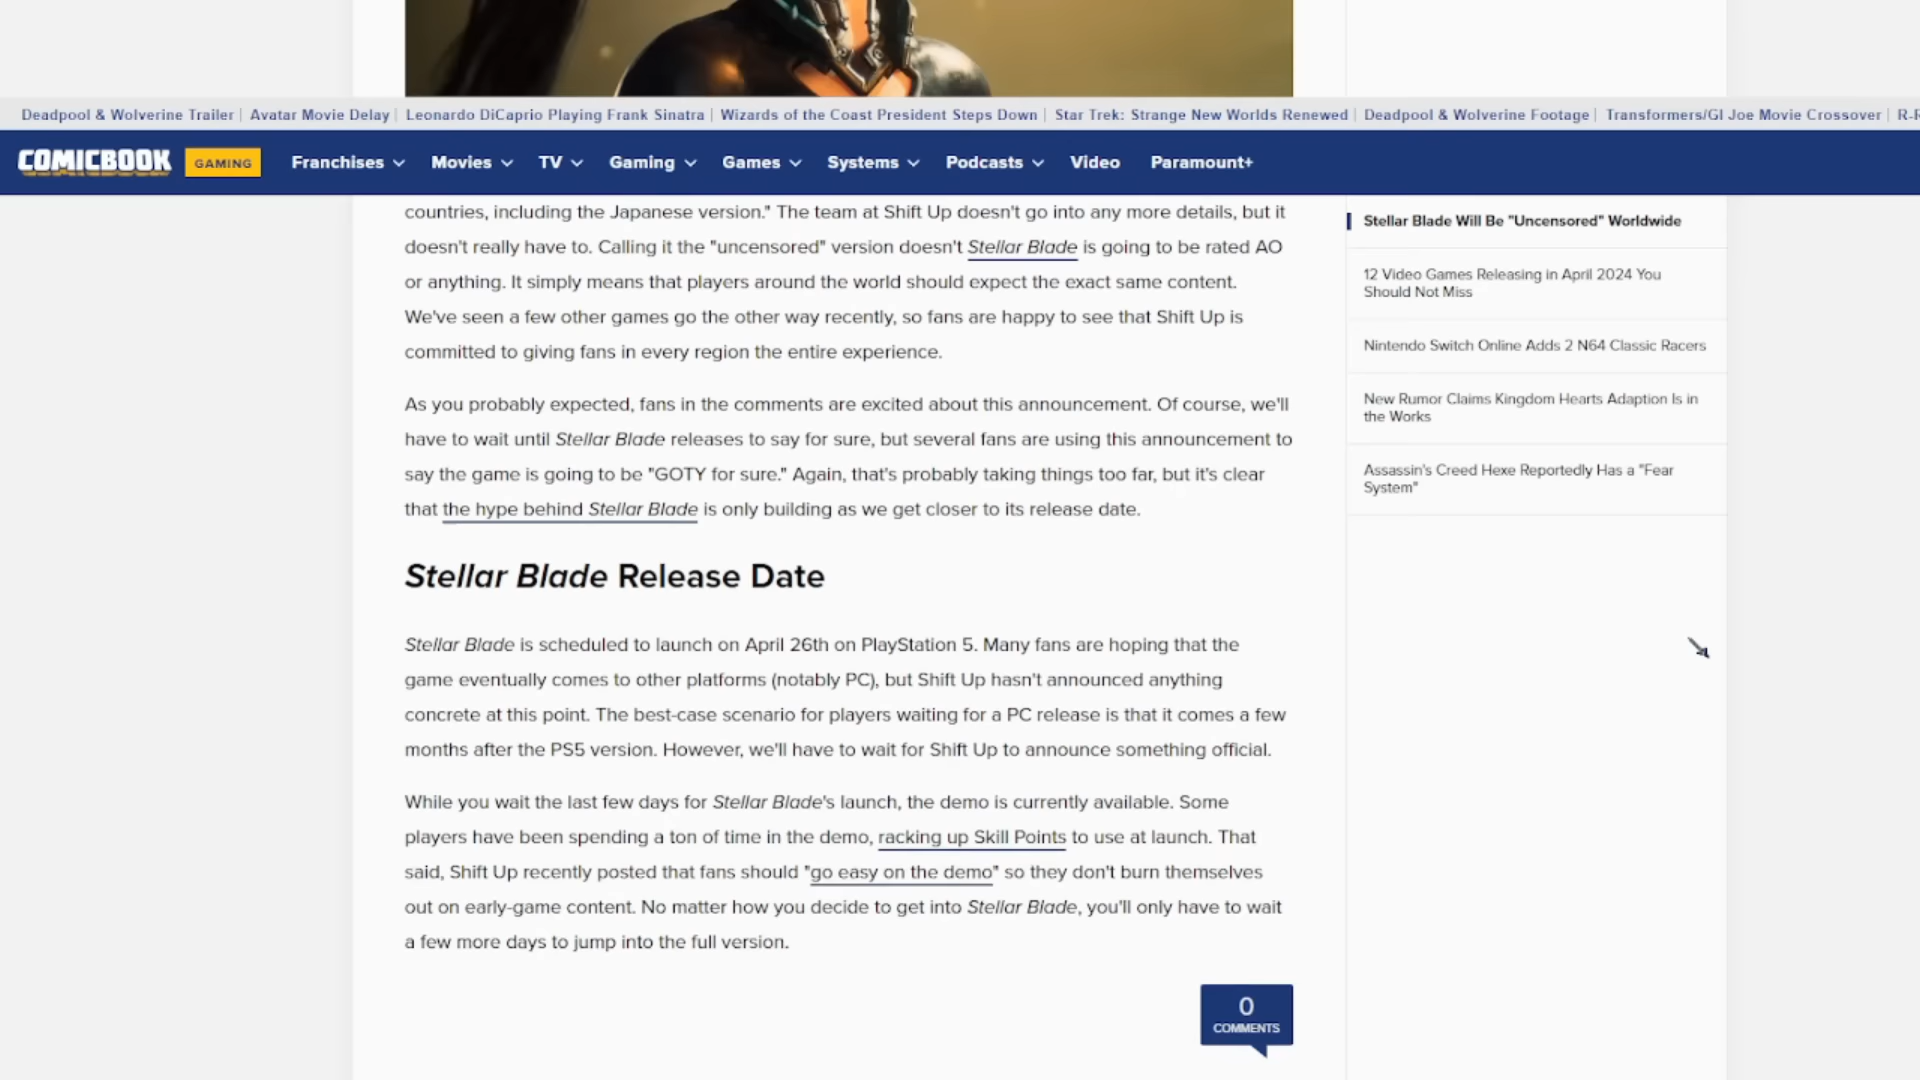 Deadpool & Wolverine Trailer | Avatar Movie Delay | Leonardo DiCaprio Playing Frank Sinatra | Wizards of the Coast President Steps Down | Star Trek: Strange New Worlds Renewed | Deadpool & Wolverine Footage | Transformers/GI Joe Movie Crossover |
COMICBOOK GAMING Franchises Movies TV Gaming Games Systems Podcasts Video Paramount+
countries, including the Japanese version." The team at Shift Up doesn't go into any more details, but it
doesn't really have to. Calling it the "uncensored" version doesn't Stellar Blade is going to be rated AO
or anything. It simply means that players around the world should expect the exact same content.
We've seen a few other games go the other way recently, so fans are happy to see that Shift Up is
committed to giving fans in every region the entire experience.
As you probably expected, fans in the comments are excited about this announcement. Of course, we'll
have to wait until Stellar Blade releases to say for sure, but several fans are using this announcement to
say the game is going to be "GOTY for sure." Again, that's probably taking things too far, but it's clear
that the hype behind Stellar Blade is only building as we get closer to its release date.
Stellar Blade Release Date
Stellar Blade is scheduled to launch on April 26th on PlayStation 5. Many fans are hoping that the
game eventually comes to other platforms (notably PC), but Shift Up hasn't announced anything
concrete at this point. The best-case scenario for players waiting for a PC release is that it comes a few
months after the PS5 version. However, we'll have to wait for Shift Up to announce something official.
While you wait the last few days for Stellar Blade's launch, the demo is currently available. Some
players have been spending a ton of time in the demo, racking up Skill Points to use at launch. That
said, Shift Up recently posted that fans should "go easy on the demo" so they don't burn themselves
out on early-game content. No matter how you decide to get into Stellar Blade, you'll only have to wait
a few more days to jump into the full version.
0
COMMENTS
Stellar Blade Will Be "Uncensored" Worldwide
12 Video Games Releasing in April 2024 You
Should Not Miss
Nintendo Switch Online Adds 2 N64 Classic Racers
New Rumor Claims Kingdom Hearts Adaption Is in
the Works
Assassin's Creed Hexe Reportedly Has a "Fear
System"